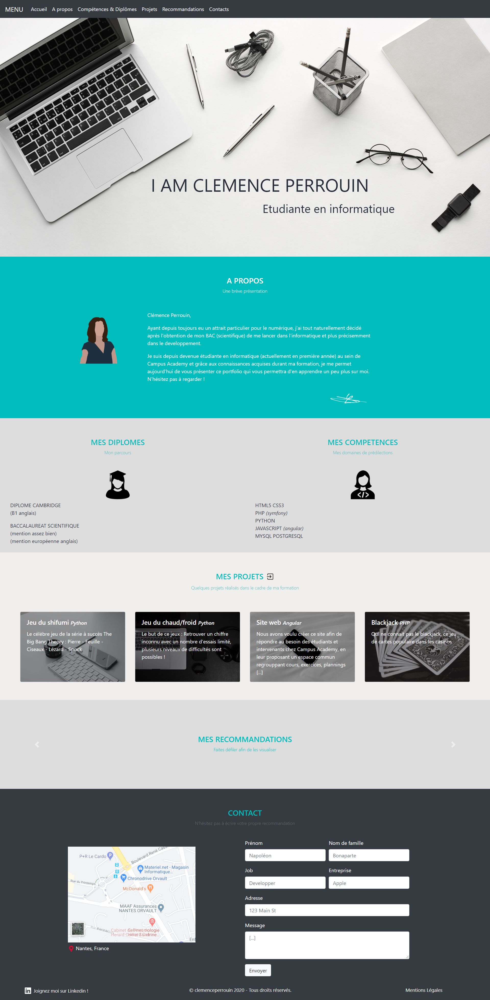 MENU Accueil A propos Compétences & Diplômes Projets Recommandations Contacts
I AM CLEMENCE PERROUIN
Etudiante en informatique
A PROPOS
Une brève présentation
Clémence Perrouin,
Ayant depuis toujours eu un attrait particulier pour le numérique, j'ai tout naturellement décidé
après l'obtention de mon BAC (scientifique) de me lancer dans l'informatique et plus précisemment
dans le developpement.
Je suis depuis devenue étudiante en informatique (actuellement en première année) au sein de
Campus Academy et grâce aux connaissances acquises durant ma formation, je me permet
aujourd'hui de vous présenter ce portfolio qui vous permettra d'en apprendre un peu plus sur moi.
N'hésitez pas à regarder !
MES DIPLOMES
Mon parcours
DIPLOME CAMBRIDGE
(B1 anglais)
BACCALAUREAT SCIENTIFIQUE
(mention assez bien)
(mention européenne anglais)
MES COMPETENCES
Mes domaines de prédilections
</>
HTML5 CSS3
PHP (symfony)
PYTHON
JAVASCRIPT (angular)
MYSQL POSTGRESQL
MES PROJETS
Quelques projets réalisés dans le cadre de ma formation
Jeu du shifumi Python
Le célèbre jeu de la série à succès The
Big Bang Theory : Pierre - Feuille -
Ciseaux - Lézard - Spock
Jeu du chaud/froid Python
Le but de ce jeux : Retrouver un chiffre
inconnu avec un nombre d'essais limité,
plusieurs niveaux de difficultés sont
possibles !
Site web Angular
Nous avons voulu créer ce site afin de
répondre au besoin des étudiants et
intervenants chez Campus Academy, en
leur proposant un espace commun
regrouppant cours, exercices, plannings
[...]
Blackjack PHP
Qui ne connait pas le blackjack, ce jeu
de cartes populaire dans les casinos
MES RECOMMANDATIONS
Faites défiler afin de les visualiser
CONTACT
N'hésitez pas à écrire votre propre recommandation
P+R Le Cardo
Boulevard René Cass
Materiel.net - Magasin
Informatique...
Chronodrive Orvault
Rue du Printemps
McDonald's
MAAF Assurances
NANTES ORVAULT
Enf
Nantes, France
Prénom
Napoléon
Nom de famille
Bonaparte
Job
Developper
Entreprise
Apple
Adresse
123 Main St
Message
[...]
Envoyer
in Joignez moi sur Linkedin !
© clemenceperrouin 2020 - Tous droits réservés.
Mentions Légales